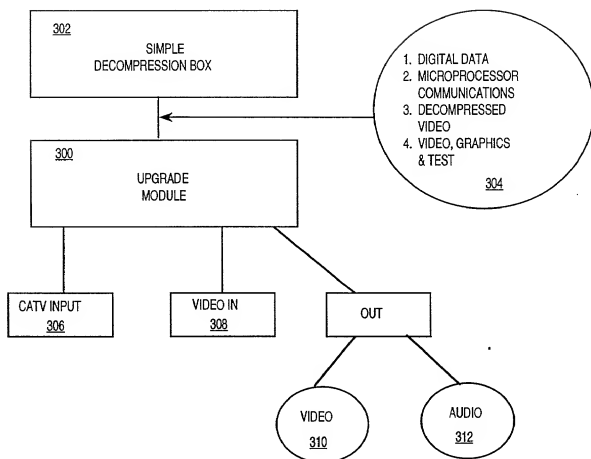 302
SIMPLE
DECOMPRESSION BOX
1. DIGITAL DATA
2. MICROPROCESSOR
COMMUNICATIONS
3. DECOMPRESSED
VIDEO
4. VIDEO, GRAPHICS
& TEST
304
300
UPGRADE
MODULE
CATV INPUT
306
VIDEO IN
308
OUT
VIDEO
310
AUDIO
312